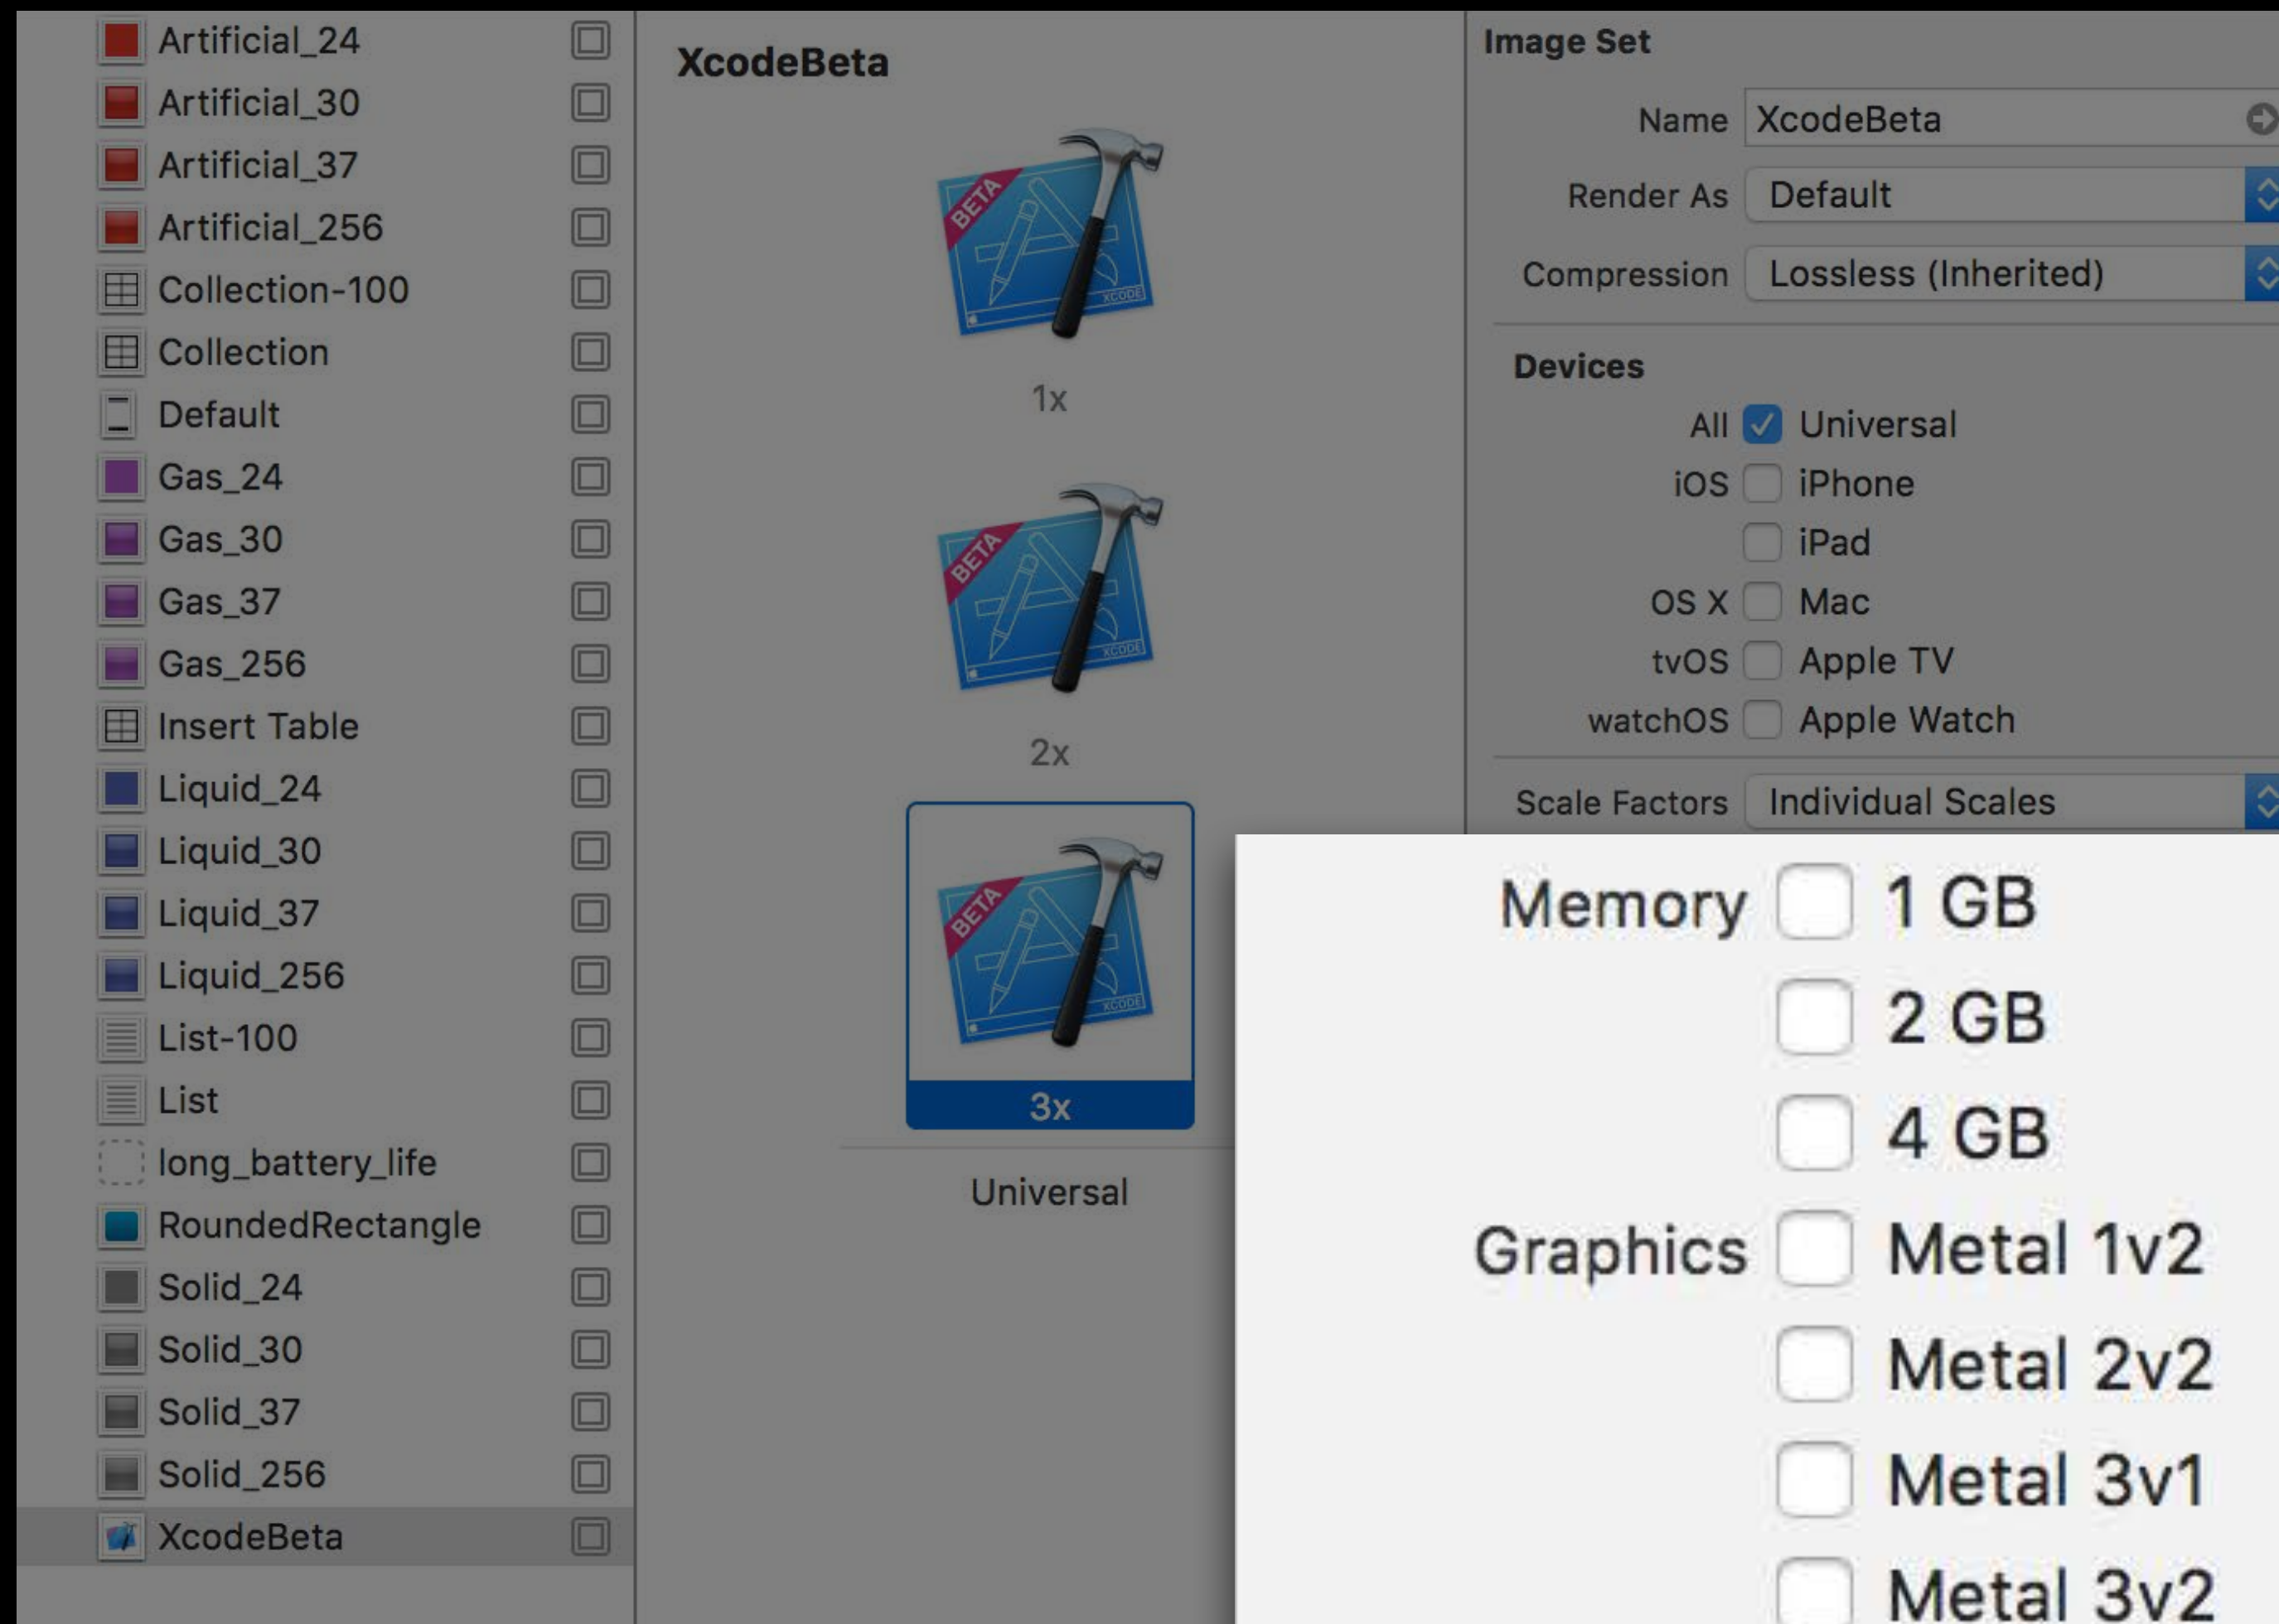 Artificial_24
Artificial_30
Artificial_37
Artificial_256
Collection-100
Collection
Default
Gas_24
Gas_30
Gas_37
Gas_256
Insert Table
Liquid_24
Liquid_30
Liquid_37
Liquid_256
List-100
List
long_battery_life
RoundedRectangle
Solid_24
Solid_30
Solid_37
Solid_256
XcodeBeta
XcodeBeta
BETA
XCODE
1x
BETA
XCODE
2x
BETA
XCODE
3x
Universal
Image Set
Name XcodeBeta
Render As Default
Compression Lossless (Inherited)
Devices
All Universal
iOS iPhone
iPad
OS X Mac
tvOS Apple TV
watchOS Apple Watch
Scale Factors Individual Scales
Memory 1 GB
2 GB
4 GB
Graphics Metal 1v2
Metal 2v2
Metal 3v1
Metal 3v2